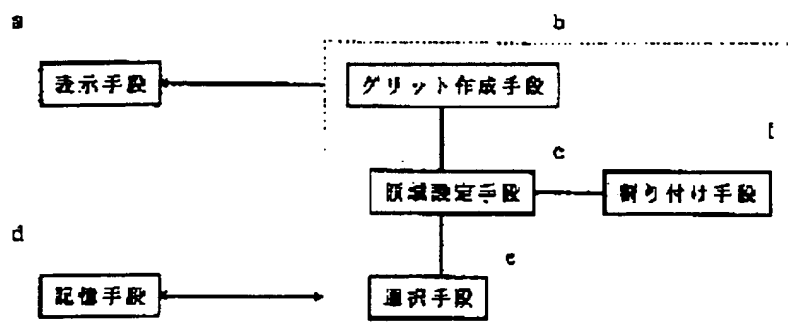 a
b
表示手段
グリット作成手段
c
f
領域設定手段
割り付け手段
d
e
記憶手段
選択手段